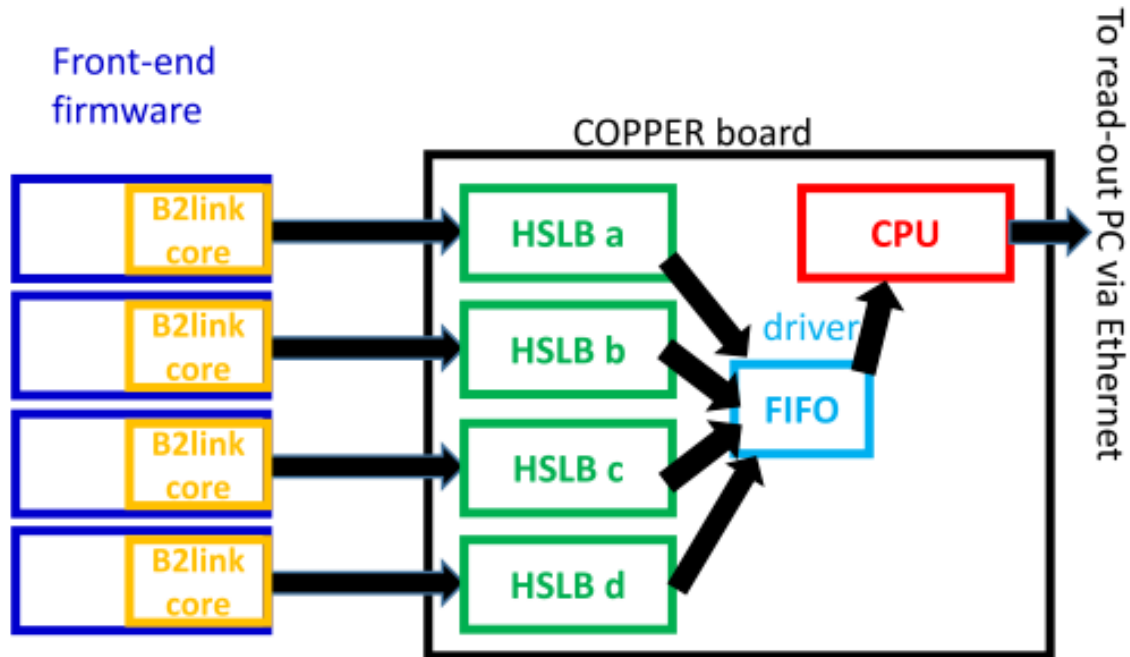 Front-end
firmware
COPPER board
B2link
core
B2link
core
B2link
core
B2link
core
HSLB a
HSLB b
HSLB c
HSLB d
driver
FIFO
CPU
To read-out PC via Ethernet